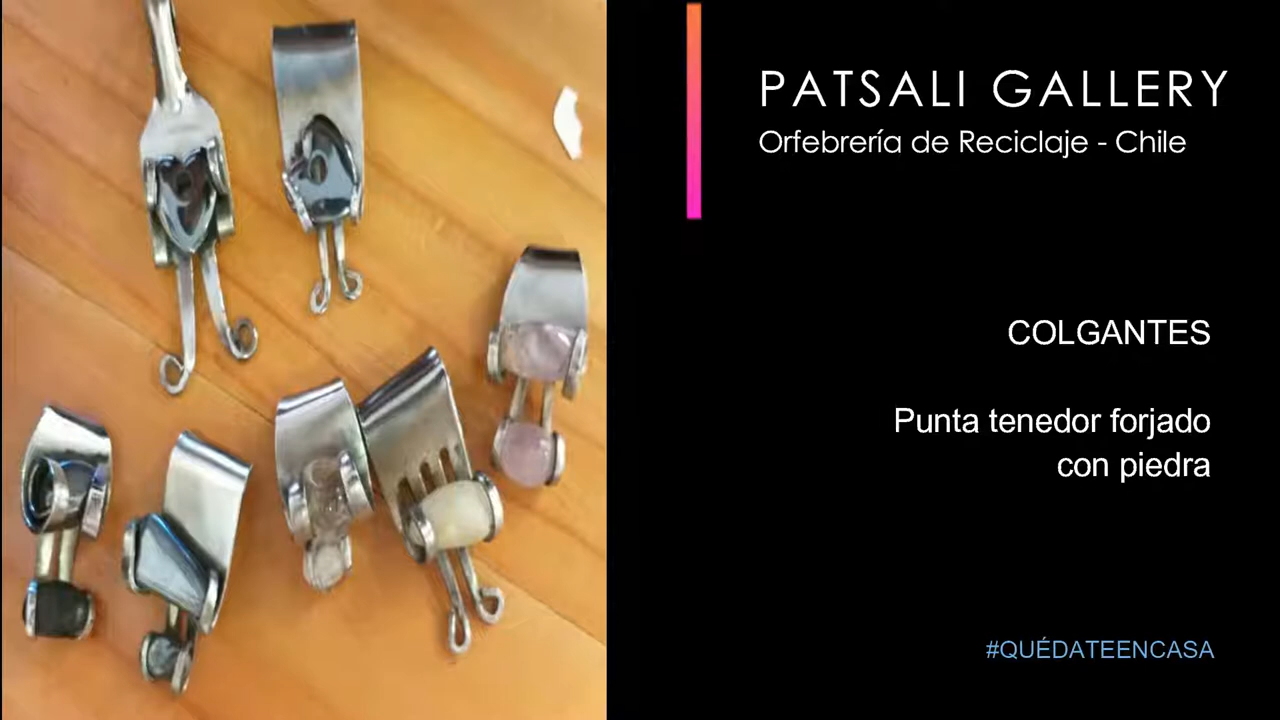 PATSALI GALLERY
Orfebrería de Reciclaje - Chile
COLGANTES
Punta tenedor forjado
con piedra
#QUÉDATEENCASA